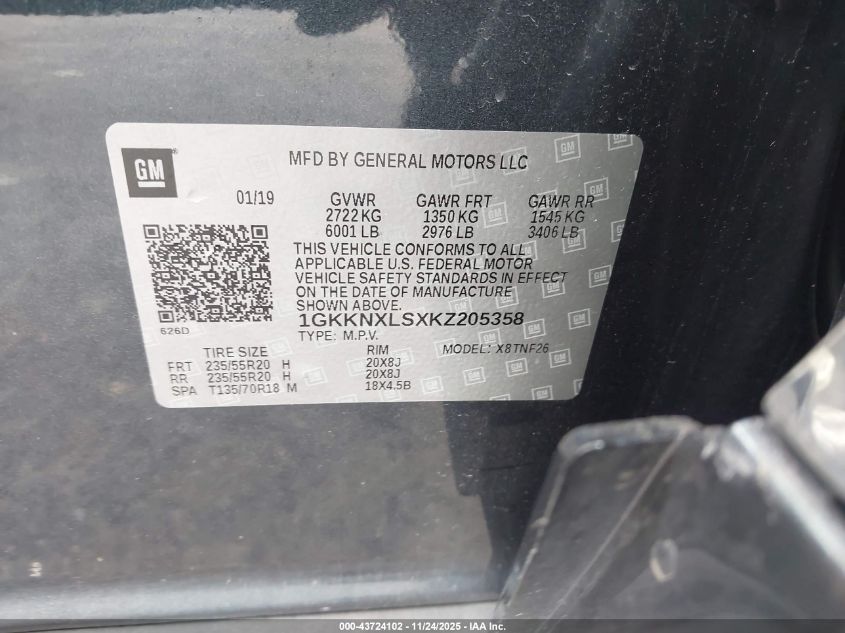 GM
MFD BY GENERAL MOTORS LLC
01/19 GVWR GAWR FRT GAWR RR
2722 KG 1350 KG 1545 KG
6001 LB 2976 LB 3406 LB
THIS VEHICLE CONFORMS TO ALL
APPLICABLE U.S. FEDERAL MOTOR
VEHICLE SAFETY STANDARDS IN EFFECT
ON THE DATE OF MANUFACTURE
SHOWN ABOVE.
626D
1GKKNXLSXKZ205358
TYPE: M.P.V. MODEL: X8TNF26
TIRE SIZE RIM
FRT 235/55R20 H 20X8J
RR 235/55R20 H 20X8J
SPA T135/70R18 M 18X4.5B
000-43724102 - 11/24/2025 - © IAA Inc.